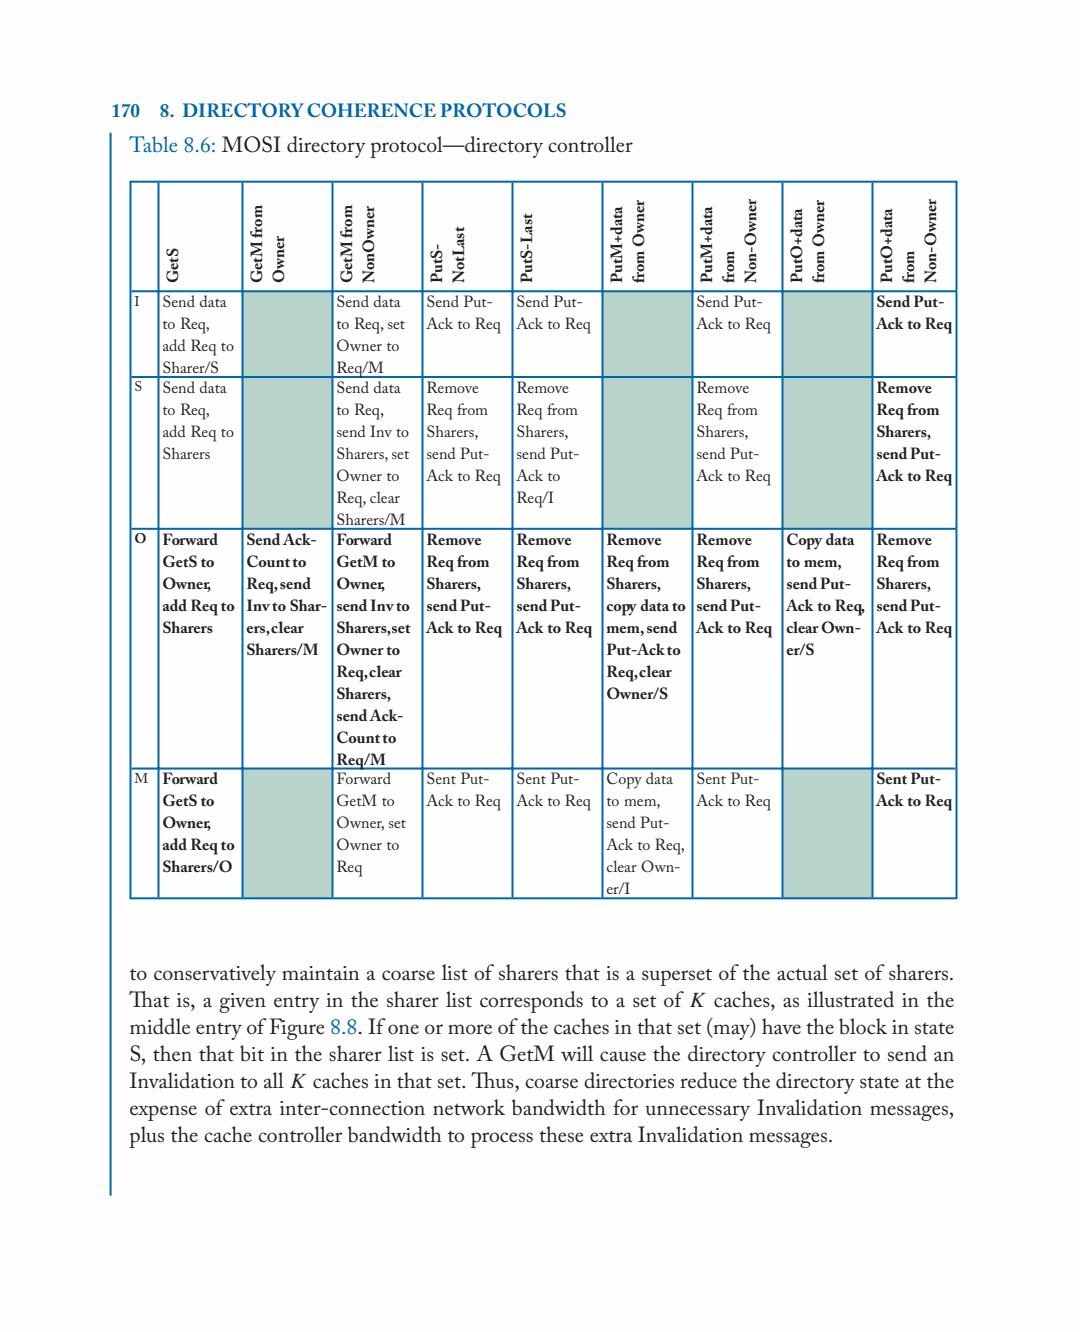 170 8. DIRECTORY COHERENCE PROTOCOLS
Table 8.6: MOSI directory protocol—directory controller
GetS
GetM from
Owner
GetM from
NonOwner
PutS-
NotLast
PutS-Last
PutM+data
from Owner
PutM+data
from
Non-Owner
PutO+data
from Owner
PutO+data
from
Non-Owner
I
Send data
to Req,
add Req to
Sharer/S
Send data
to Req, set
Owner to
Req/M
Send Put-
Ack to Req
Send Put-
Ack to Req
Send Put-
Ack to Req
Send Put-
Ack to Req
S
Send data
to Req,
add Req to
Sharers
Send data
to Req,
send Inv to
Sharers, set
Owner to
Req, clear
Sharers/M
Remove
Req from
Sharers,
send Put-
Ack to Req
Remove
Req from
Sharers,
send Put-
Ack to
Req/I
Remove
Req from
Sharers,
send Put-
Ack to Req
Remove
Req from
Sharers,
send Put-
Ack to Req
O
Forward
GetS to
Owner,
add Req to
Sharers
Send Ack-
Count to
Req, send
Inv to Shar-
ers, clear
Sharers/M
Forward
GetM to
Owner,
send Inv to
Sharers, set
Owner to
Req, clear
Sharers,
send Ack-
Count to
Req/M
Remove
Req from
Sharers,
send Put-
Ack to Req
Remove
Req from
Sharers,
send Put-
Ack to Req
Remove
Req from
Sharers,
copy data to
mem, send
Put-Ack to
Req, clear
Owner/S
Remove
Req from
Sharers,
send Put-
Ack to Req
Copy data
to mem,
send Put-
Ack to Req,
clear Own-
er/S
Remove
Req from
Sharers,
send Put-
Ack to Req
M
Forward
GetS to
Owner,
add Req to
Sharers/O
Forward
GetM to
Owner, set
Owner to
Req
Sent Put-
Ack to Req
Sent Put-
Ack to Req
Copy data
to mem,
send Put-
Ack to Req,
clear Own-
er/I
Sent Put-
Ack to Req
Sent Put-
Ack to Req
to conservatively maintain a coarse list of sharers that is a superset of the actual set of sharers.
That is, a given entry in the sharer list corresponds to a set of K caches, as illustrated in the
middle entry of Figure 8.8. If one or more of the caches in that set (may) have the block in state
S, then that bit in the sharer list is set. A GetM will cause the directory controller to send an
Invalidation to all K caches in that set. Thus, coarse directories reduce the directory state at the
expense of extra inter-connection network bandwidth for unnecessary Invalidation messages,
plus the cache controller bandwidth to process these extra Invalidation messages.